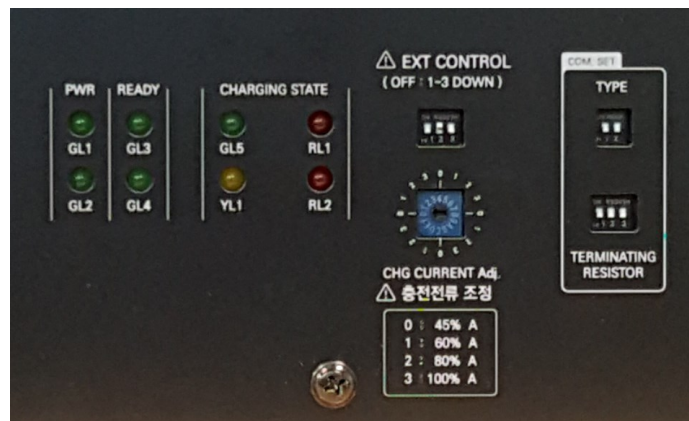 PWR READY CHARGING STATE
GL1 GL3 GL5 RL1
GL2 GL4 YL1 RL2
⚠ EXT CONTROL
( OFF : 1-3 DOWN )
CHG CURRENT Adj.
⚠ 충전전류 조정
0 : 45% A
1 : 60% A
2 : 80% A
3 : 100% A
COM. SET
TYPE
TERMINATING
RESISTOR